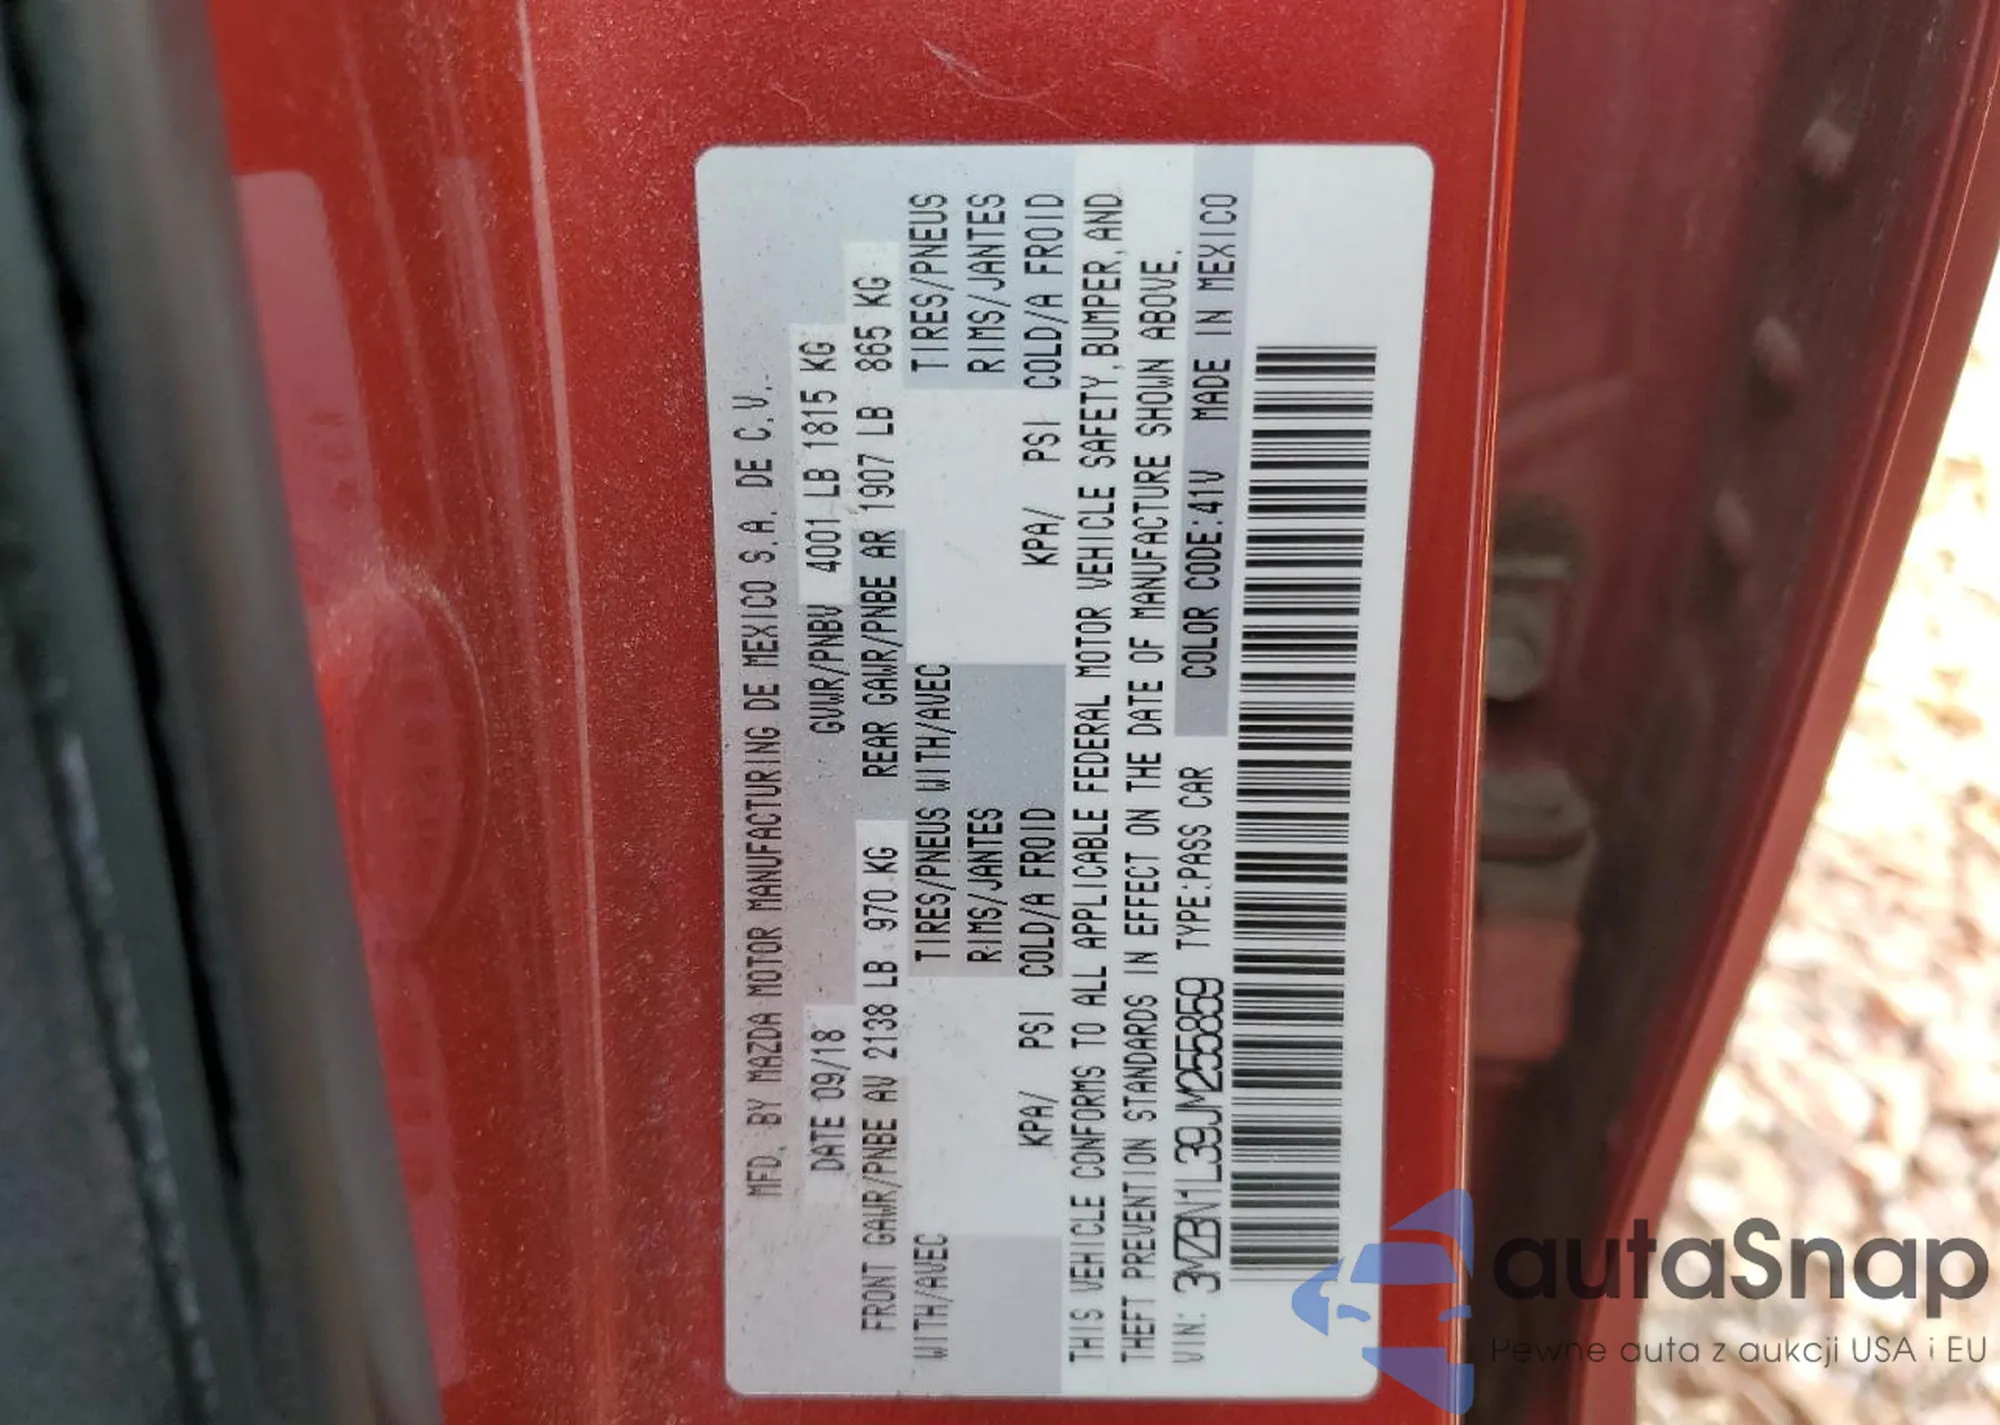 MFD. BY MAZDA MOTOR MANUFACTURING DE MEXICO S.A. DE C.V.
DATE 09/18 GVWR/PNBV 4001 LB 1815 KG
FRONT GAWR/PNBE AV 2138 LB 970 KG REAR GAWR/PNBE AR 1907 LB 865 KG
WITH/AVEC TIRES/PNEUS WITH/AVEC TIRES/PNEUS
RIMS/JANTES RIMS/JANTES
KPA/ PSI COLD/A FROID KPA/ PSI COLD/A FROID
THIS VEHICLE CONFORMS TO ALL APPLICABLE FEDERAL MOTOR VEHICLE SAFETY, BUMPER, AND
THEFT PREVENTION STANDARDS IN EFFECT ON THE DATE OF MANUFACTURE SHOWN ABOVE.
VIN: 3MZBN1L39JM255859 TYPE:PASS CAR COLOR CODE:41V MADE IN MEXICO
autaSnap
Pewne auta z aukcji USA i EU